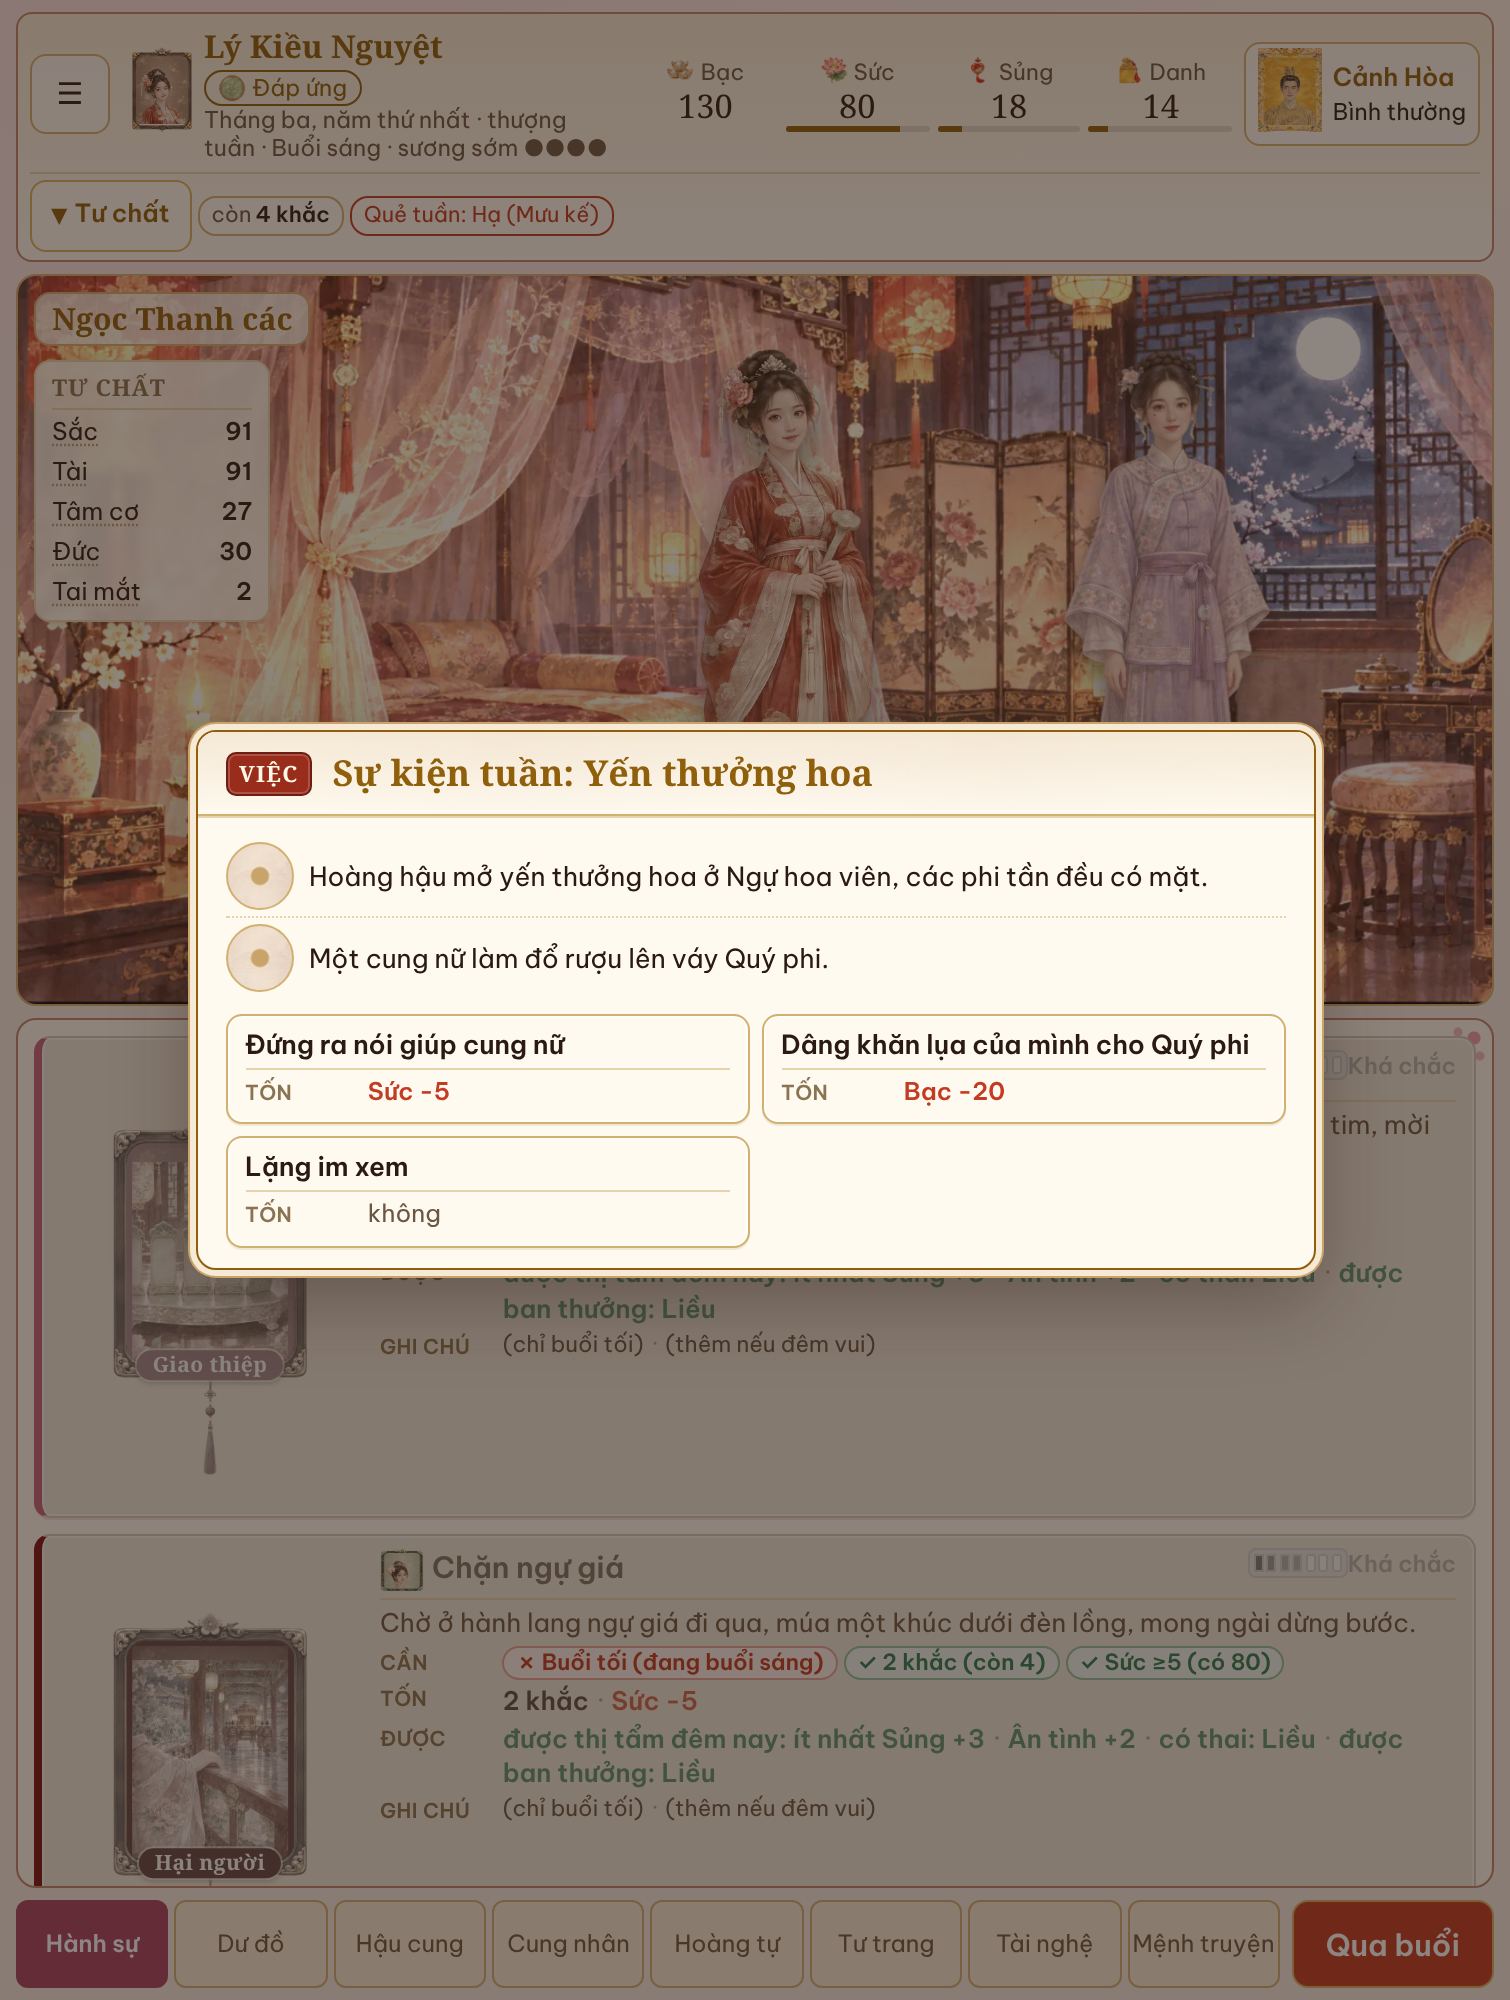 ☰
Lý Kiều Nguyệt
Đáp ứng
Tháng ba, năm thứ nhất · thượng
tuần · Buổi sáng · sương sớm ●●●●
Bạc
130
Sức
80
Sủng
18
Danh
14
Cảnh Hòa
Bình thường
▼ Tư chất
còn 4 khắc
Quẻ tuần: Hạ (Mưu kế)
Ngọc Thanh các
TƯ CHẤT
Sắc 91
Tài 91
Tâm cơ 27
Đức 30
Tai mắt 2
VIỆC Sự kiện tuần: Yến thưởng hoa
Hoàng hậu mở yến thưởng hoa ở Ngự hoa viên, các phi tần đều có mặt.
Một cung nữ làm đổ rượu lên váy Quý phi.
Đứng ra nói giúp cung nữ
TỐN Sức -5
Dâng khăn lụa của mình cho Quý phi
TỐN Bạc -20
Lặng im xem
TỐN không
Khá chắc
tim, mời
· được
ban thưởng: Liều
GHI CHÚ (chỉ buổi tối) · (thêm nếu đêm vui)
Giao thiệp
Chặn ngự giá
Khá chắc
Chờ ở hành lang ngự giá đi qua, múa một khúc dưới đèn lồng, mong ngài dừng bước.
CẦN × Buổi tối (đang buổi sáng) ✓ 2 khắc (còn 4) ✓ Sức ≥5 (có 80)
TỐN 2 khắc · Sức -5
ĐƯỢC được thị tẩm đêm nay: ít nhất Sủng +3 · Ân tình +2 · có thai: Liều · được
ban thưởng: Liều
GHI CHÚ (chỉ buổi tối) · (thêm nếu đêm vui)
Hại người
Hành sự
Dư đồ
Hậu cung
Cung nhân
Hoàng tự
Tư trang
Tài nghệ
Mệnh truyện
Qua buổi